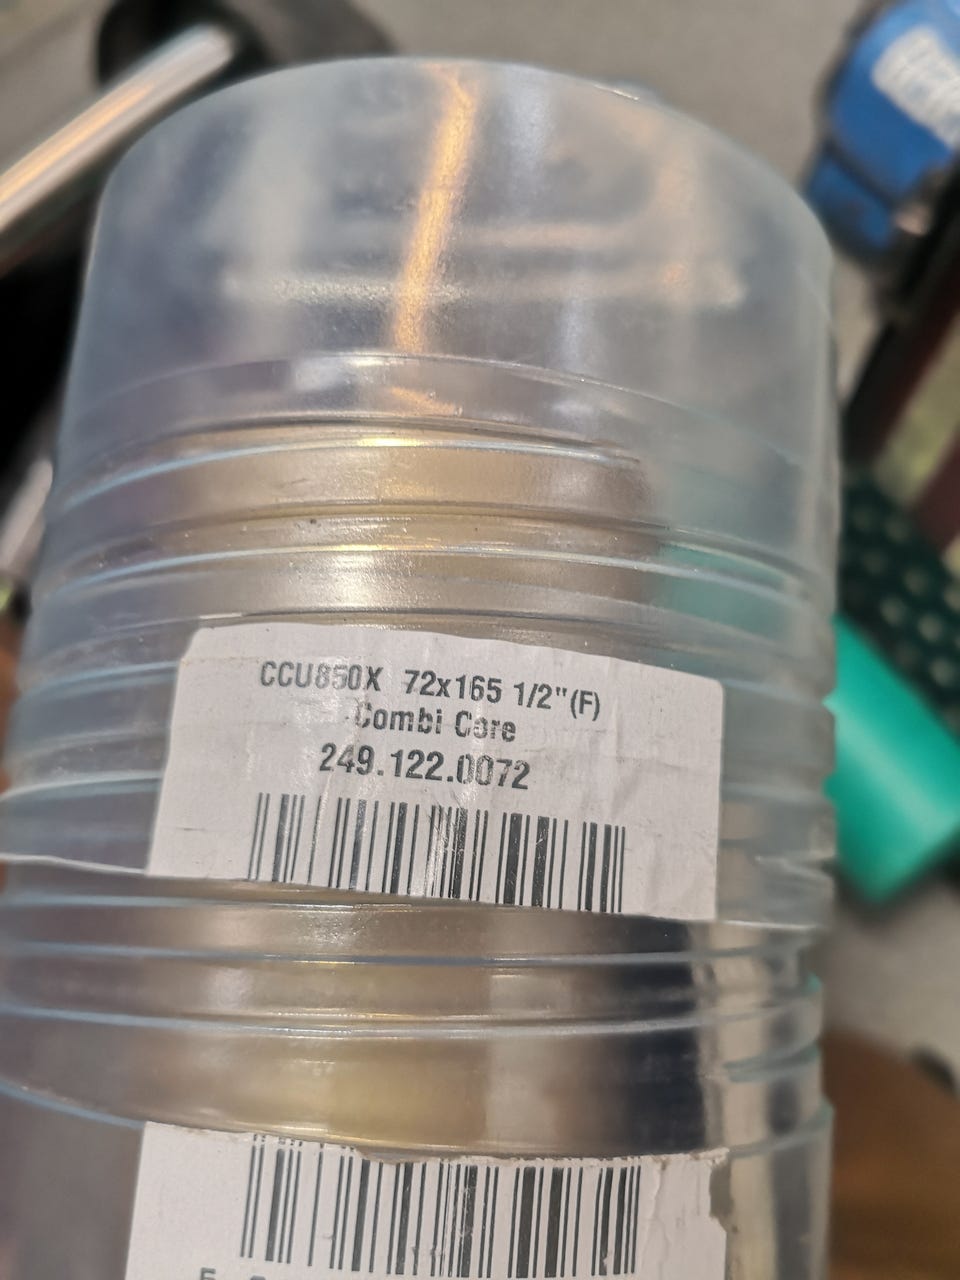 CCU850X 72x165 1/2"(F)
Combi Core
249.122.0072